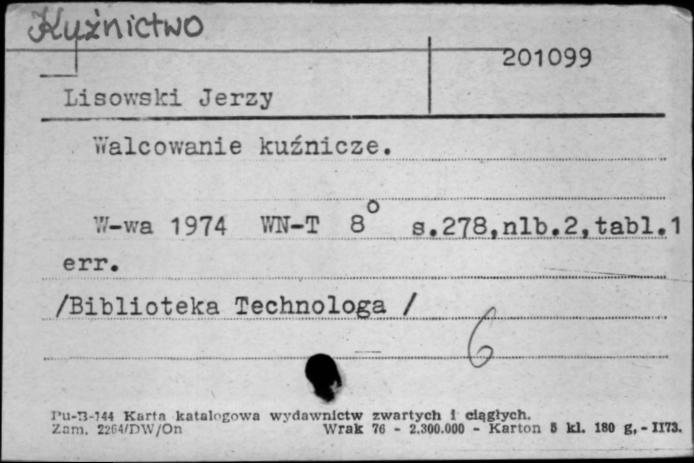 Kuźnictwo
201099
Lisowski Jerzy
Walcowanie kuźnicze.
W-wa 1974 WN-T 8° s.278,nlb.2,tabl.1
err.
/Biblioteka Technologa /
6
Pu-B-144 Karta katalogowa wydawnictw zwartych i ciągłych.
Zam. 2264/DW/On Wrak 76 - 2.300.000 - Karton 5 kl. 180 g, - II73.